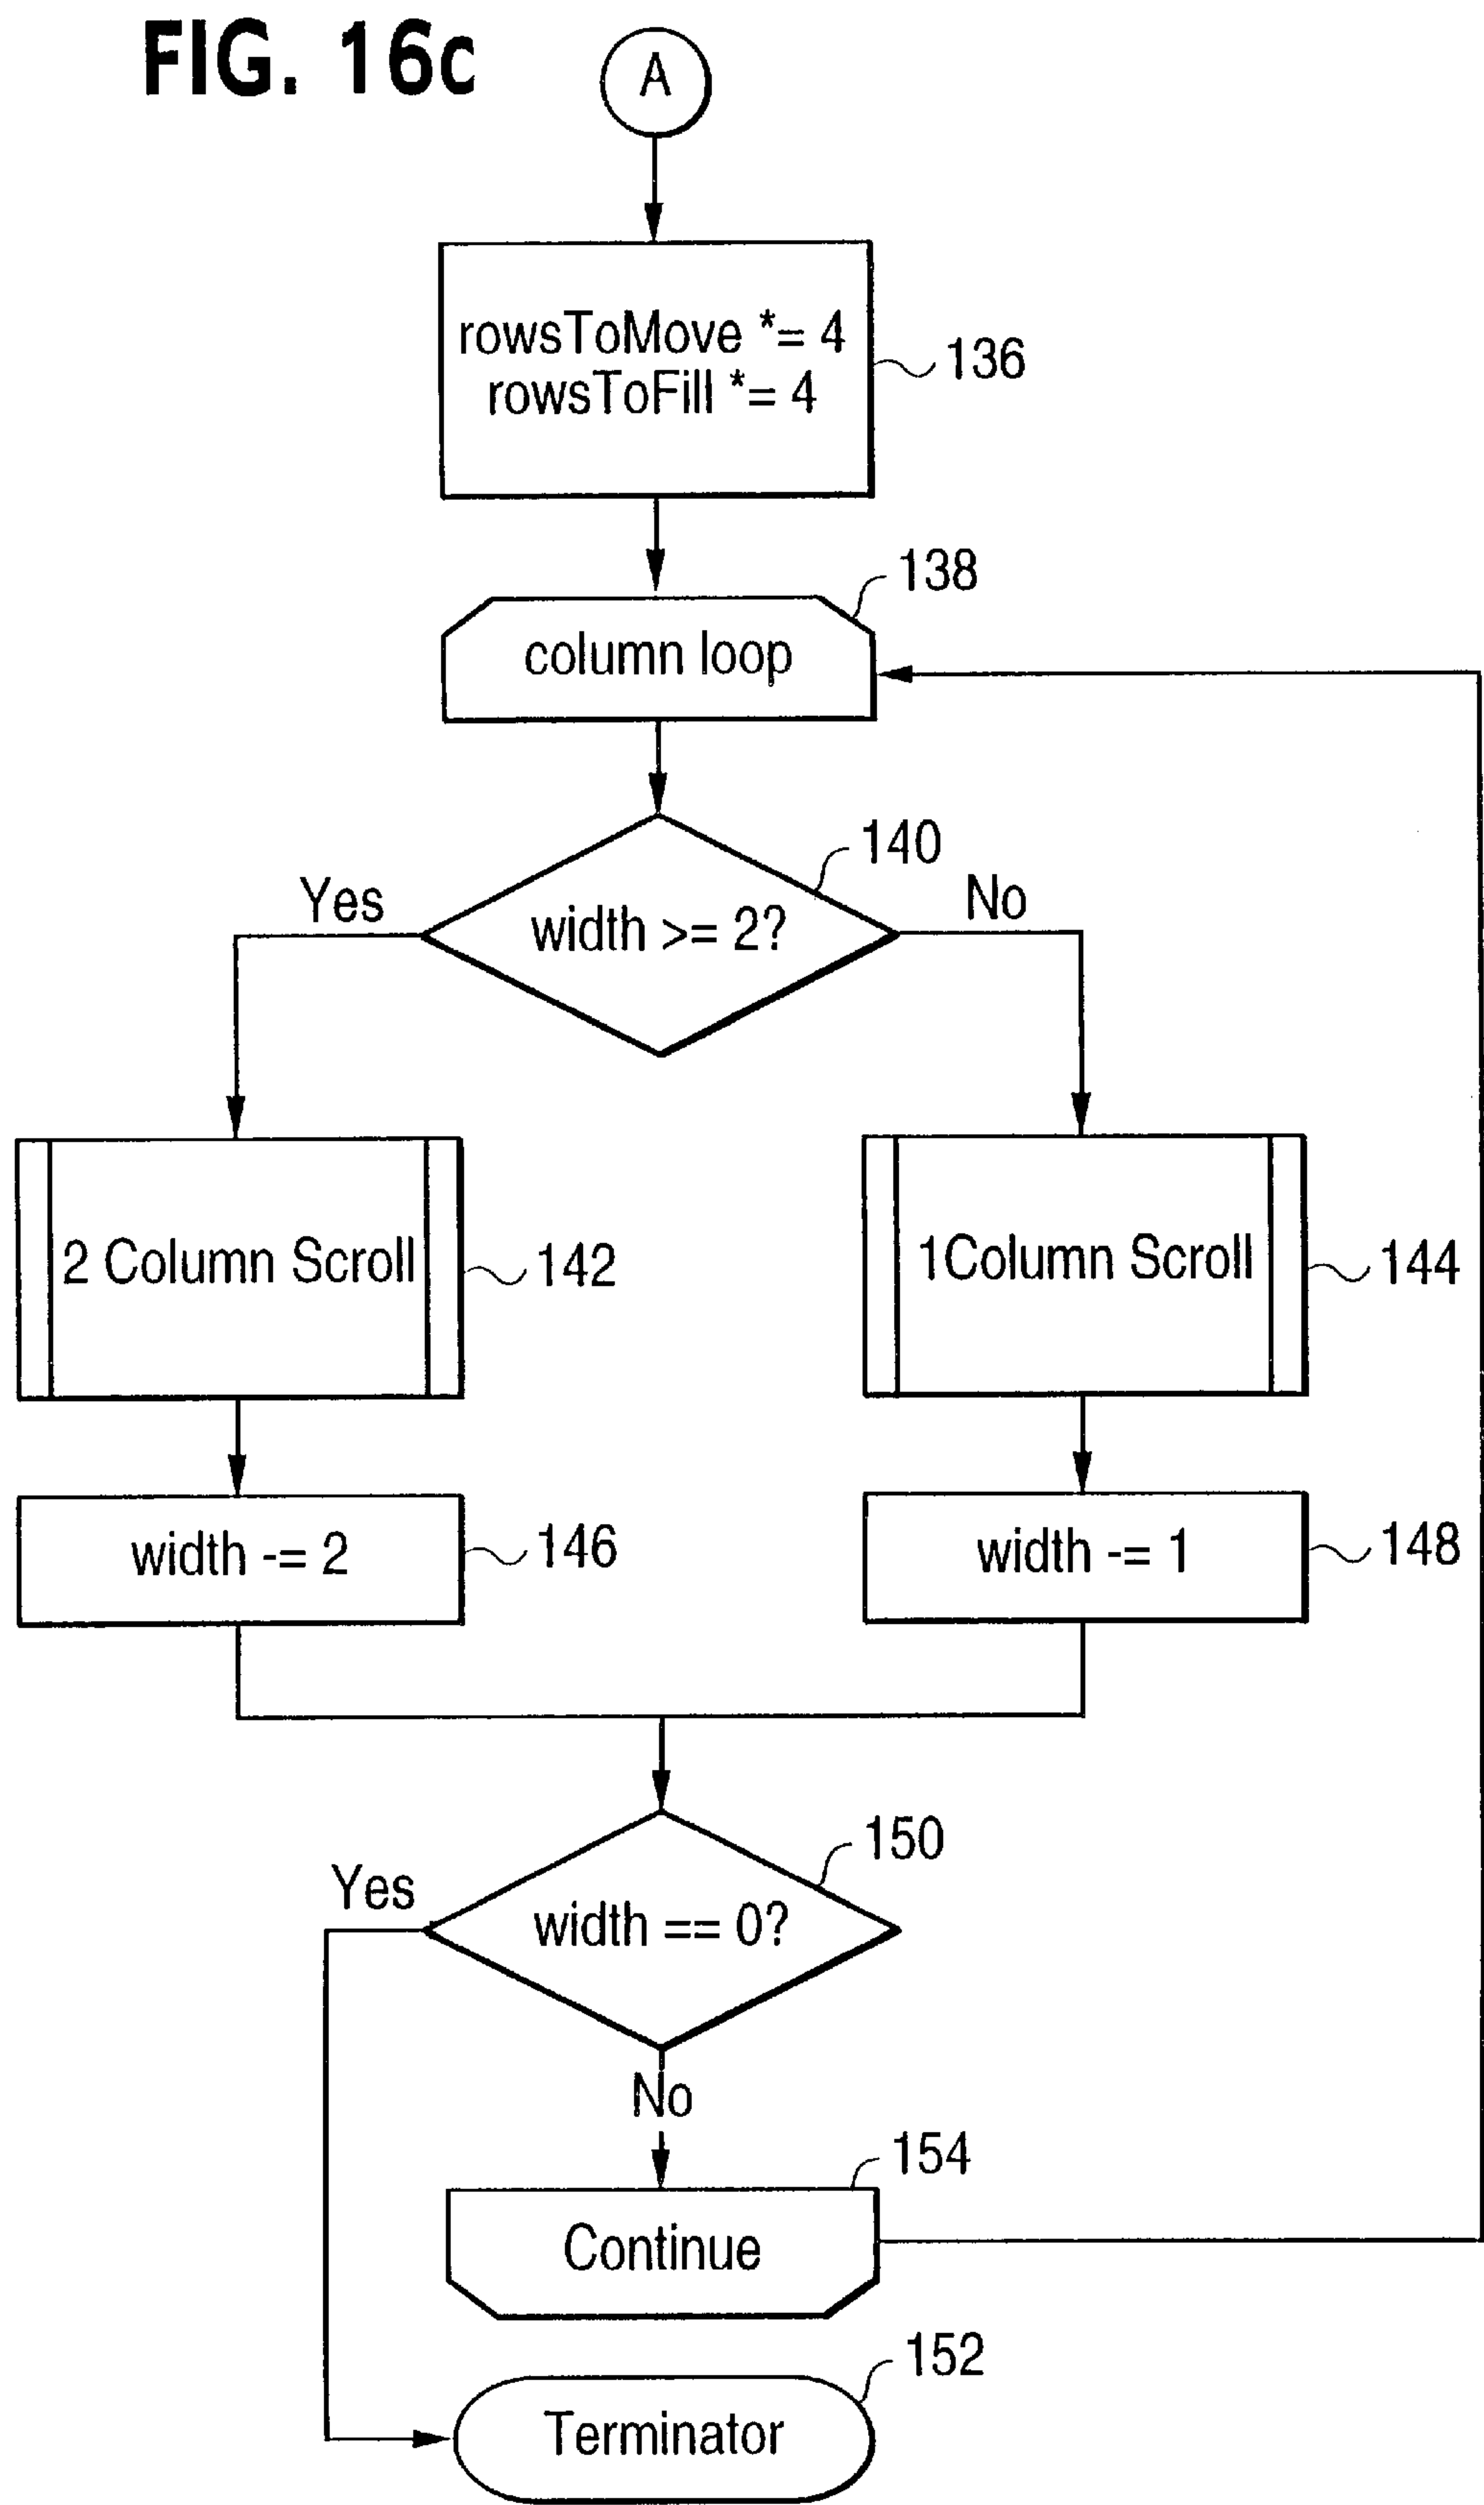 FIG. 16c
A
rowsToMove *= 4
rowsToFill *= 4
136
138
column loop
140
Yes
No
width >= 2?
2 Column Scroll
142
1Column Scroll
144
width -= 2
146
width -= 1
148
150
Yes
width == 0?
No
154
Continue
152
Terminator